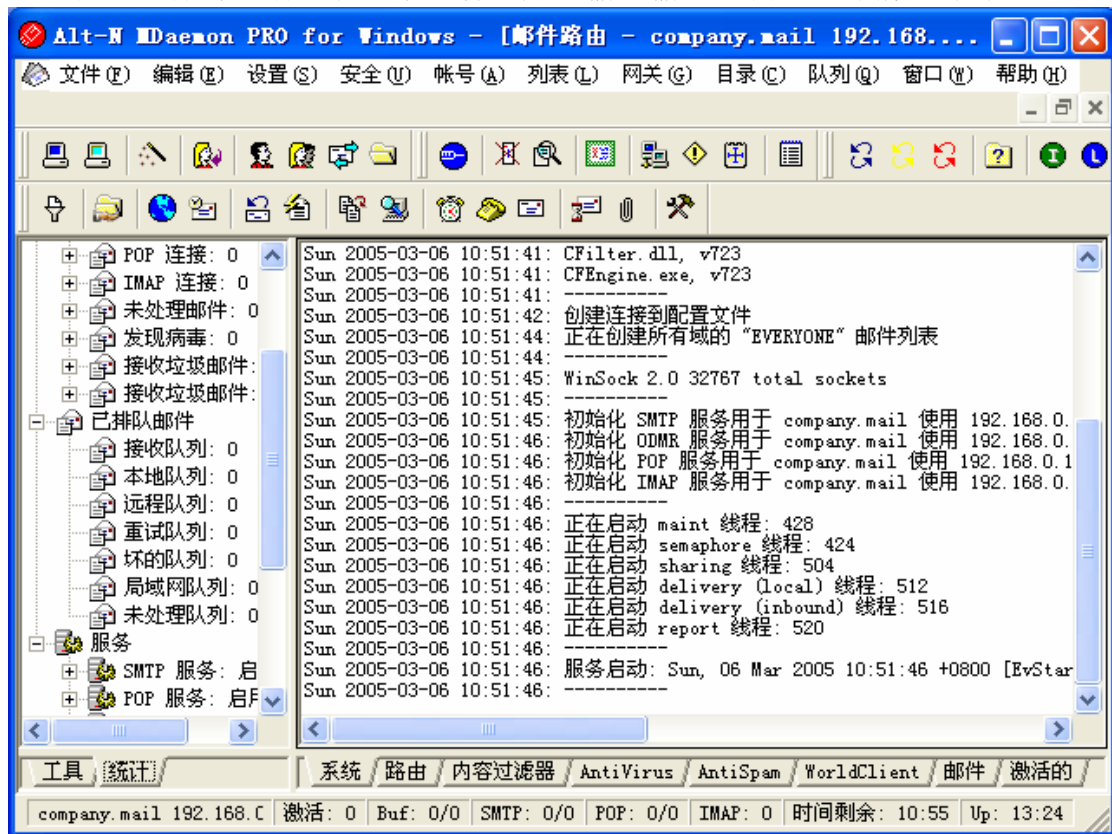 Alt-N MDaemon PRO for Windows - [邮件路由 - company.mail 192.168....
文件(F) 编辑(E) 设置(S) 安全(U) 帐号(A) 列表(L) 网关(G) 目录(C) 队列(Q) 窗口(W) 帮助(H)
POP 连接: 0
IMAP 连接: 0
未处理邮件: 0
发现病毒: 0
接收垃圾邮件:
接收垃圾邮件:
已排队邮件
接收队列: 0
本地队列: 0
远程队列: 0
重试队列: 0
坏的队列: 0
局域网队列: 0
未处理队列: 0
服务
SMTP 服务: 启
POP 服务: 启用
Sun 2005-03-06 10:51:41: CFilter.dll, v723
Sun 2005-03-06 10:51:41: CFEngine.exe, v723
Sun 2005-03-06 10:51:41: ----------
Sun 2005-03-06 10:51:42: 创建连接到配置文件
Sun 2005-03-06 10:51:44: 正在创建所有域的 "EVERYONE" 邮件列表
Sun 2005-03-06 10:51:44: ----------
Sun 2005-03-06 10:51:45: WinSock 2.0 32767 total sockets
Sun 2005-03-06 10:51:45: ----------
Sun 2005-03-06 10:51:45: 初始化 SMTP 服务用于 company.mail 使用 192.168.0.
Sun 2005-03-06 10:51:46: 初始化 ODMR 服务用于 company.mail 使用 192.168.0.
Sun 2005-03-06 10:51:46: 初始化 POP 服务用于 company.mail 使用 192.168.0.1
Sun 2005-03-06 10:51:46: 初始化 IMAP 服务用于 company.mail 使用 192.168.0.
Sun 2005-03-06 10:51:46: ----------
Sun 2005-03-06 10:51:46: 正在启动 maint 线程: 428
Sun 2005-03-06 10:51:46: 正在启动 semaphore 线程: 424
Sun 2005-03-06 10:51:46: 正在启动 sharing 线程: 504
Sun 2005-03-06 10:51:46: 正在启动 delivery (local) 线程: 512
Sun 2005-03-06 10:51:46: 正在启动 delivery (inbound) 线程: 516
Sun 2005-03-06 10:51:46: 正在启动 report 线程: 520
Sun 2005-03-06 10:51:46: ----------
Sun 2005-03-06 10:51:46: 服务启动: Sun, 06 Mar 2005 10:51:46 +0800 [EvStar
Sun 2005-03-06 10:51:46: ----------
工具 统计
系统 路由 内容过滤器 AntiVirus AntiSpam WorldClient 邮件 激活的
company.mail 192.168.0 激活: 0 Buf: 0/0 SMTP: 0/0 POP: 0/0 IMAP: 0 时间剩余: 10:55 Up: 13:24